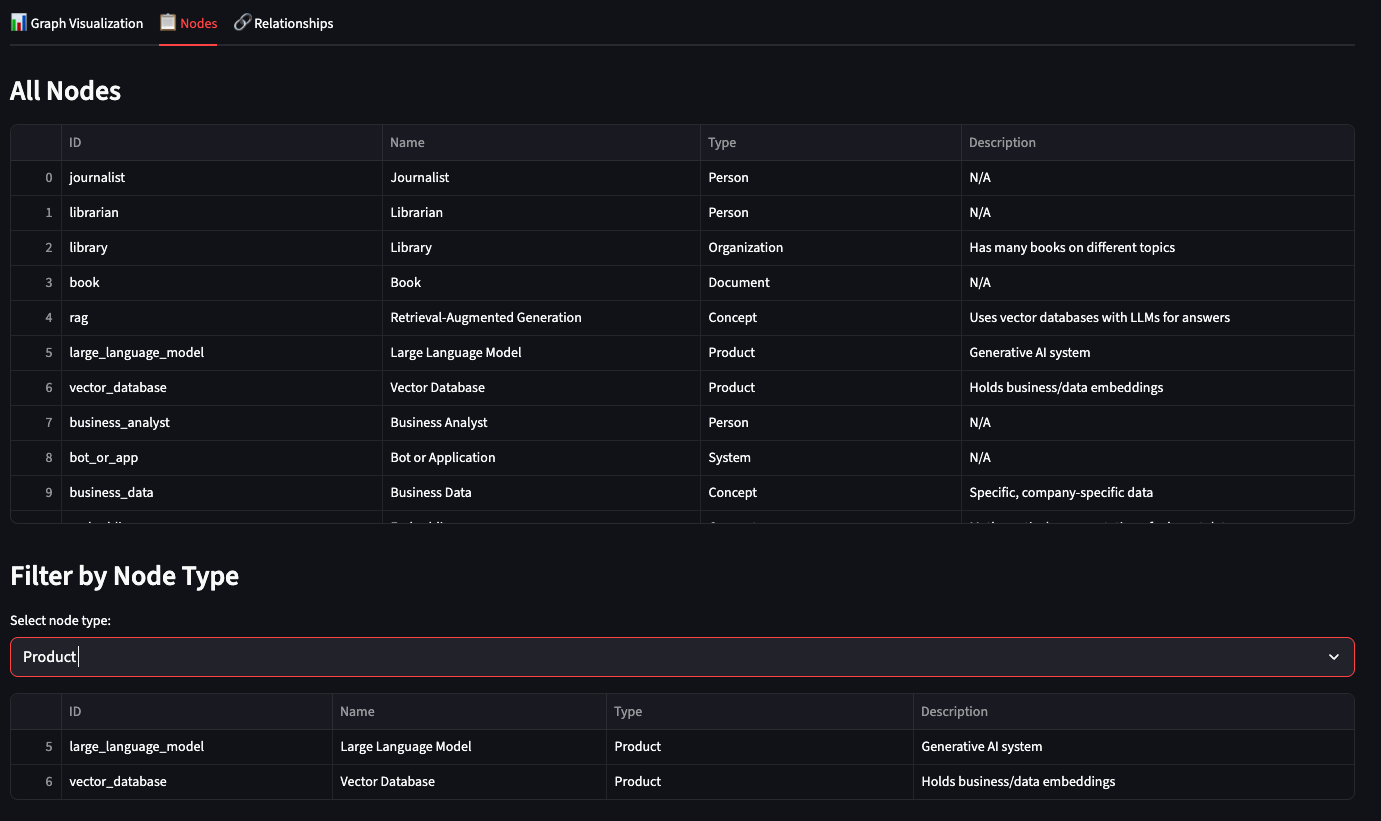 Graph Visualization Nodes Relationships
All Nodes
ID Name Type Description
0 journalist Journalist Person N/A
1 librarian Librarian Person N/A
2 library Library Organization Has many books on different topics
3 book Book Document N/A
4 rag Retrieval-Augmented Generation Concept Uses vector databases with LLMs for answers
5 large_language_model Large Language Model Product Generative AI system
6 vector_database Vector Database Product Holds business/data embeddings
7 business_analyst Business Analyst Person N/A
8 bot_or_app Bot or Application System N/A
9 business_data Business Data Concept Specific, company-specific data
Filter by Node Type
Select node type:
Product
ID Name Type Description
5 large_language_model Large Language Model Product Generative AI system
6 vector_database Vector Database Product Holds business/data embeddings